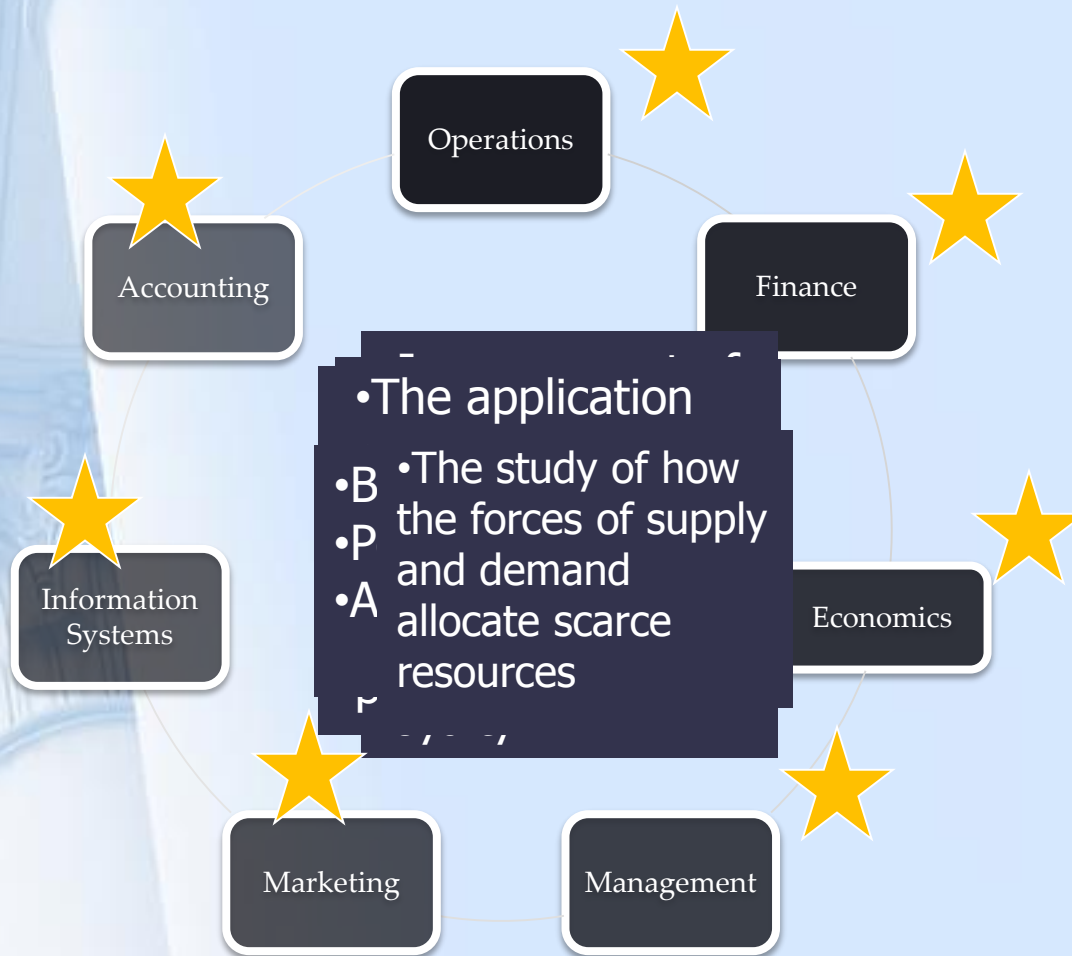 Operations
Accounting
Finance
•The application
•B
•The study of how
the forces of supply
•P
and demand
•A
allocate scarce
resources
Information
Systems
Economics
Marketing
Management